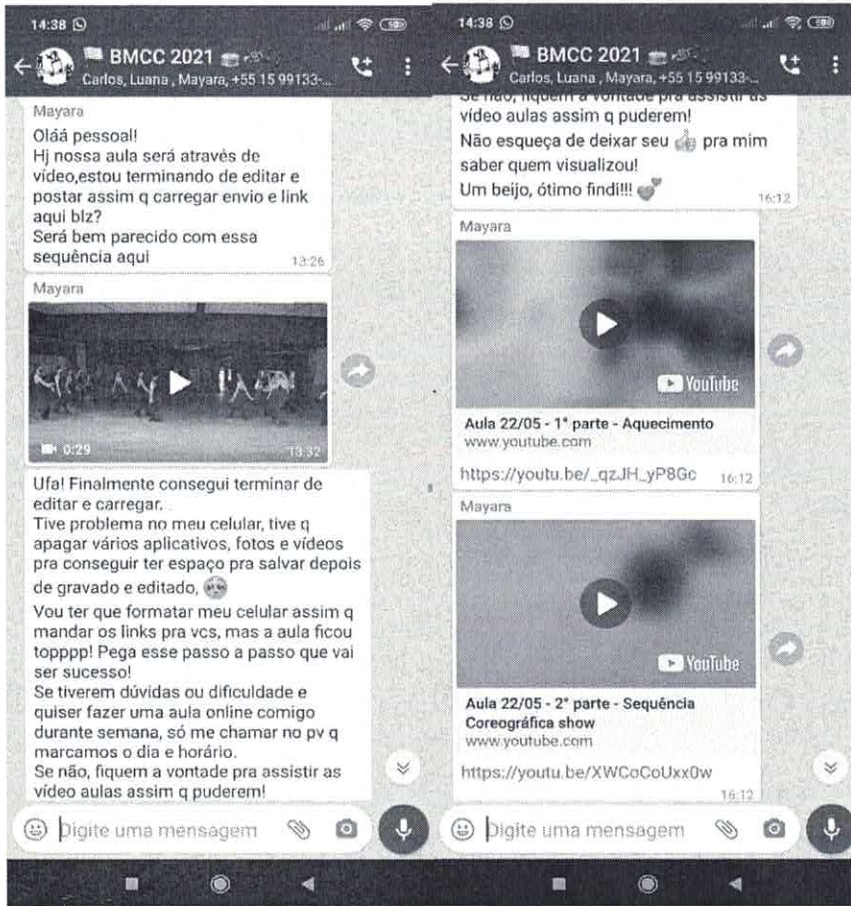 14:38
BMCC 2021
Carlos, Luana , Mayara, +55 15 99133-...
Mayara
Oláá pessoal!
Hj nossa aula será através de
vídeo,estou terminando de editar e
postar assim q carregar envio e link
aqui blz?
Será bem parecido com essa
sequência aqui
13:26
Mayara
0:29
13:32
Ufa! Finalmente consegui terminar de
editar e carregar.
Tive problema no meu celular, tive q
apagar vários aplicativos, fotos e vídeos
pra conseguir ter espaço pra salvar depois
de gravado e editado,
Vou ter que formatar meu celular assim q
mandar os links pra vcs, mas a aula ficou
topppp! Pega esse passo a passo que vai
ser sucesso!
Se tiverem dúvidas ou dificuldade e
quiser fazer uma aula online comigo
durante semana, só me chamar no pv q
marcamos o dia e horário.
Se não, fiquem a vontade pra assistir as
vídeo aulas assim q puderem!
Digite uma mensagem
14:38
BMCC 2021
Carlos, Luana , Mayara, +55 15 99133-...
Se não, fiquem a vontade pra assistir as
vídeo aulas assim q puderem!
Não esqueça de deixar seu pra mim
saber quem visualizou!
Um beijo, ótimo findi!!!
16:12
Mayara
YouTube
Aula 22/05 - 1ª parte - Aquecimento
www.youtube.com
https://youtu.be/_qzJH_yP8Gc
16:12
Mayara
YouTube
Aula 22/05 - 2ª parte - Sequência
Coreográfica show
www.youtube.com
https://youtu.be/XWCoCoUxx0w
16:12
Digite uma mensagem